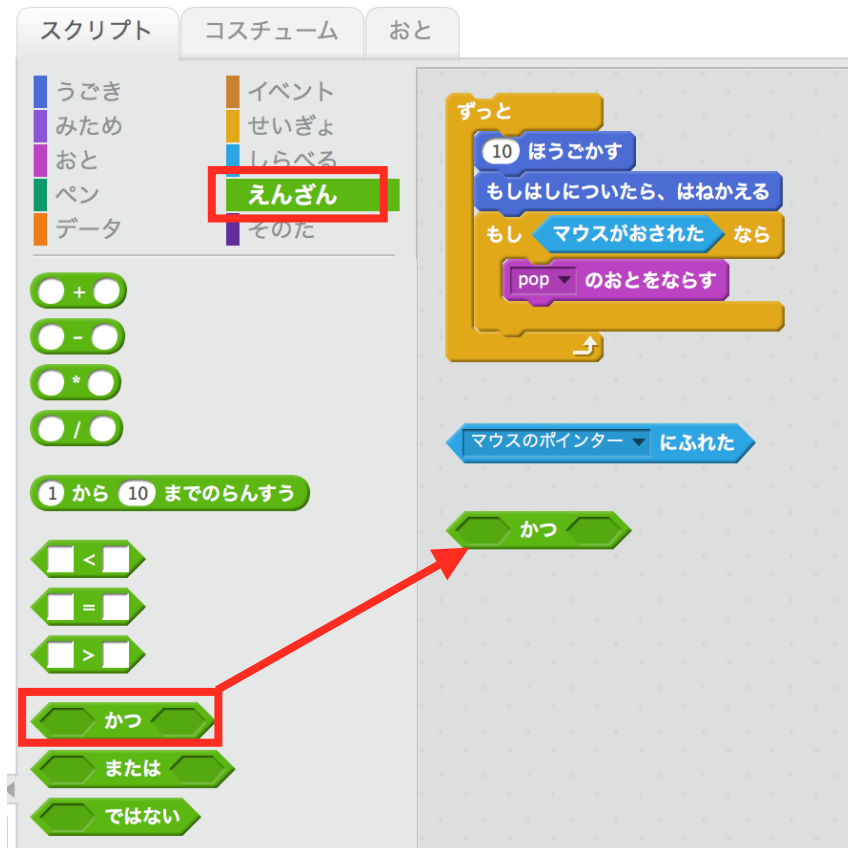 スクリプト コスチューム おと
うごき イベント
みため せいぎょ
おと しらべる
ペン えんざん
データ そのた
+
-
*
/
1 から 10 までのらんすう
<
=
>
かつ
または
ではない
ずっと
10 ほうごかす
もしはしについたら、はねかえる
もし マウスがおされた なら
pop のおとをならす
マウスのポインター にふれた
かつ